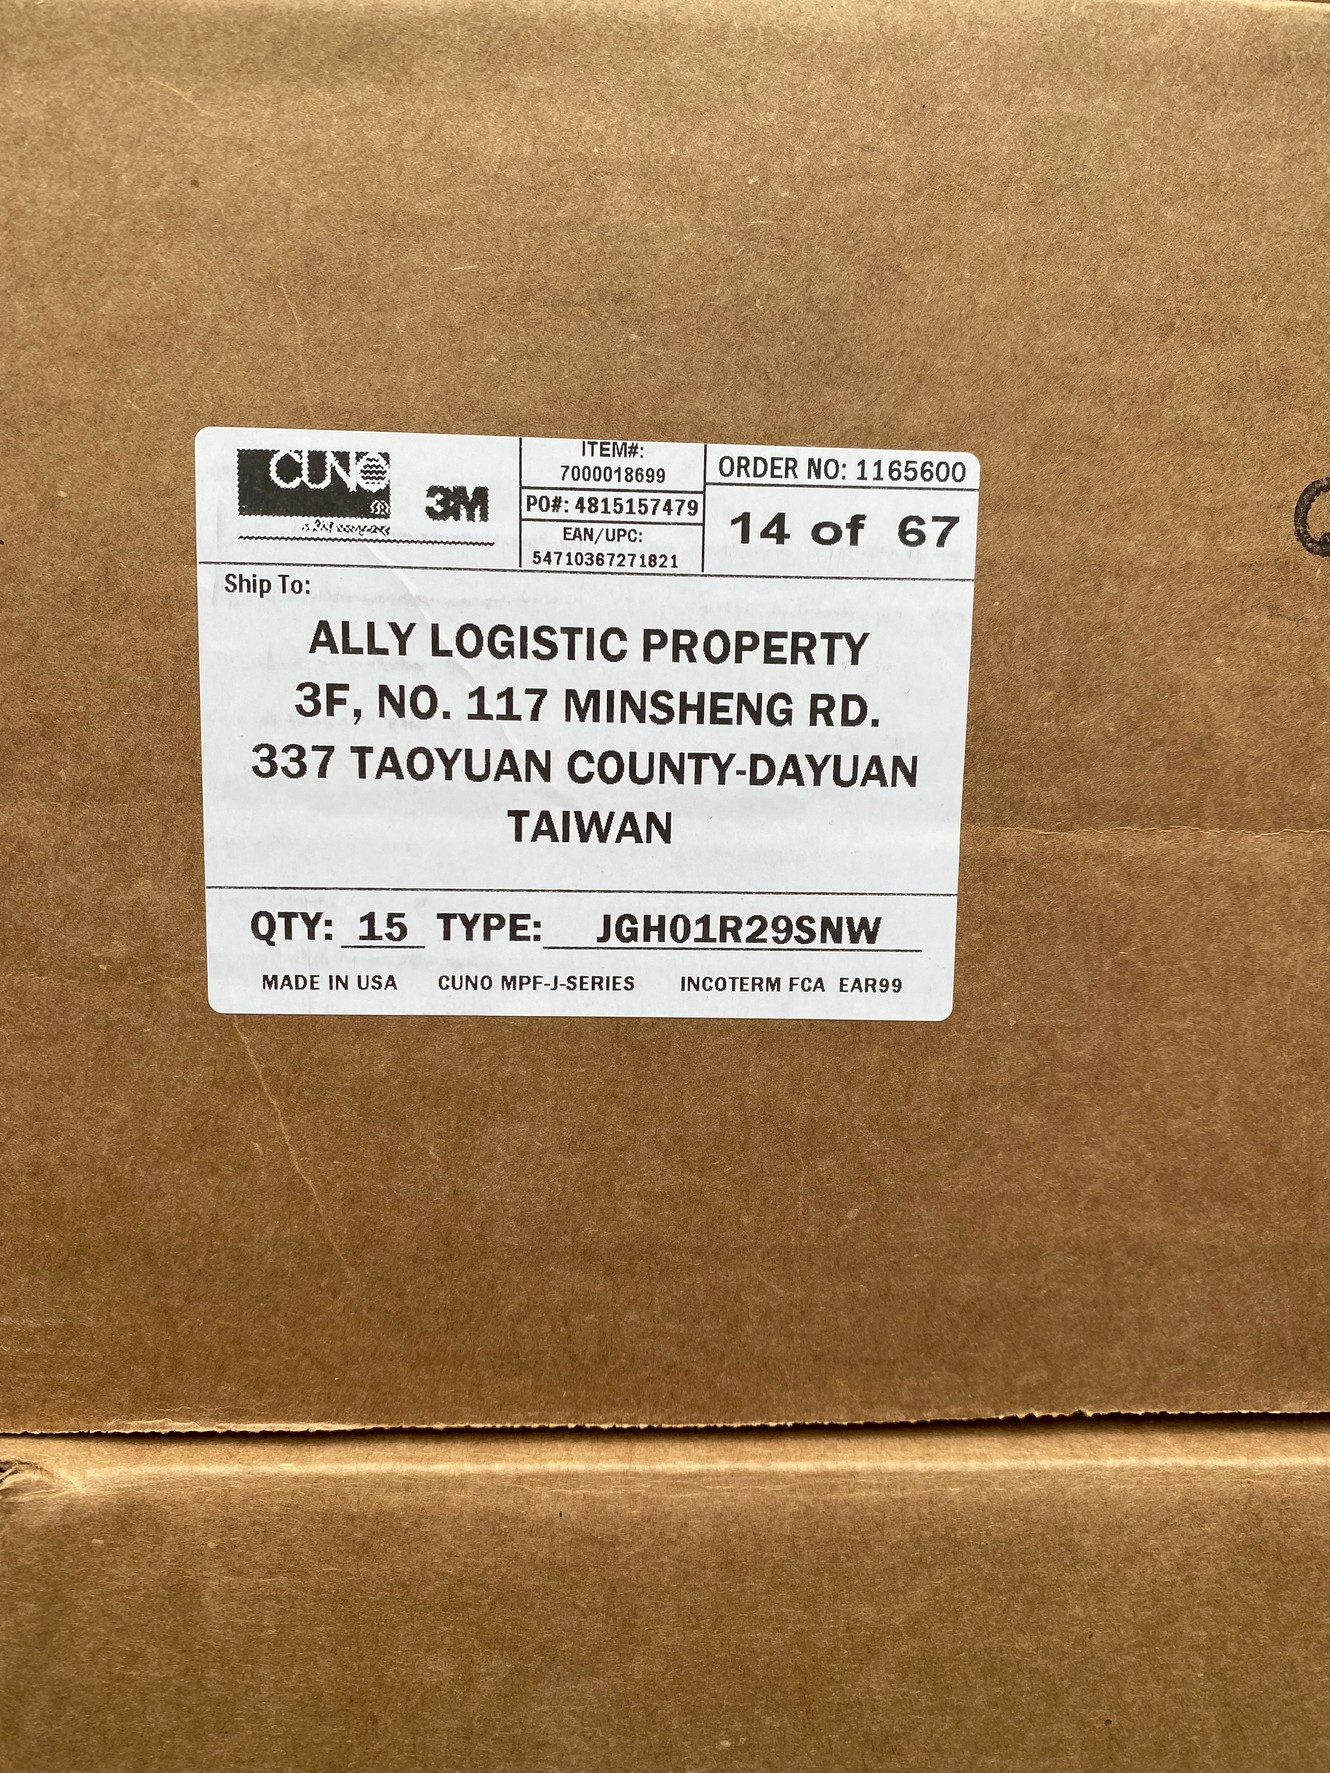 CUNO
a 3M company
3M
ITEM#:
7000018699
PO#: 4815157479
EAN/UPC:
54710367271821
ORDER NO: 1165600
14 of 67
Ship To:
ALLY LOGISTIC PROPERTY
3F, NO. 117 MINSHENG RD.
337 TAOYUAN COUNTY-DAYUAN
TAIWAN
QTY: 15 TYPE: JGH01R29SNW
MADE IN USA CUNO MPF-J-SERIES INCOTERM FCA EAR99